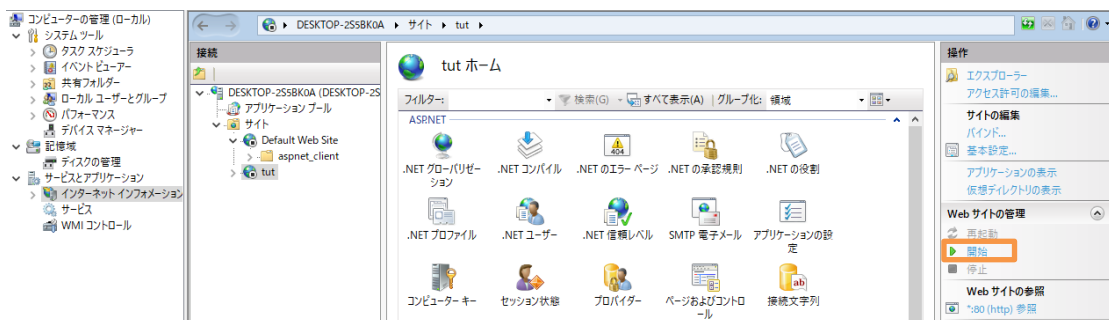 コンピューターの管理 (ローカル)
システム ツール
タスク スケジューラ
イベント ビューアー
共有フォルダー
ローカル ユーザーとグループ
パフォーマンス
デバイス マネージャー
記憶域
ディスクの管理
サービスとアプリケーション
インターネット インフォメーション
サービス
WMI コントロール
DESKTOP-2S5BK0A ▸ サイト ▸ tut ▸
接続
DESKTOP-2S5BK0A (DESKTOP-2S
アプリケーション プール
サイト
Default Web Site
aspnet_client
tut
tut ホーム
フィルター: 検索(G) - すべて表示(A) | グループ化: 領域
ASP.NET
.NET グローバリゼーション
.NET コンパイル
.NET のエラー ページ
.NET の承認規則
.NET の役割
.NET プロファイル
.NET ユーザー
.NET 信頼レベル
SMTP 電子メール
アプリケーションの設定
コンピューター キー
セッション状態
プロバイダー
ページおよびコントロール
接続文字列
操作
エクスプローラー
アクセス許可の編集...
サイトの編集
バインド...
基本設定...
アプリケーションの表示
仮想ディレクトリの表示
Web サイトの管理
再起動
開始
停止
Web サイトの参照
*:80 (http) 参照